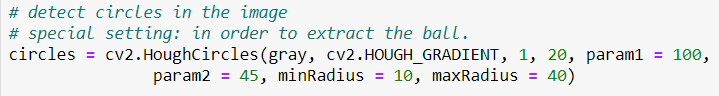 # detect circles in the image
# special setting: in order to extract the ball.
circles = cv2.HoughCircles(gray, cv2.HOUGH_GRADIENT, 1, 20, param1 = 100,
param2 = 45, minRadius = 10, maxRadius = 40)